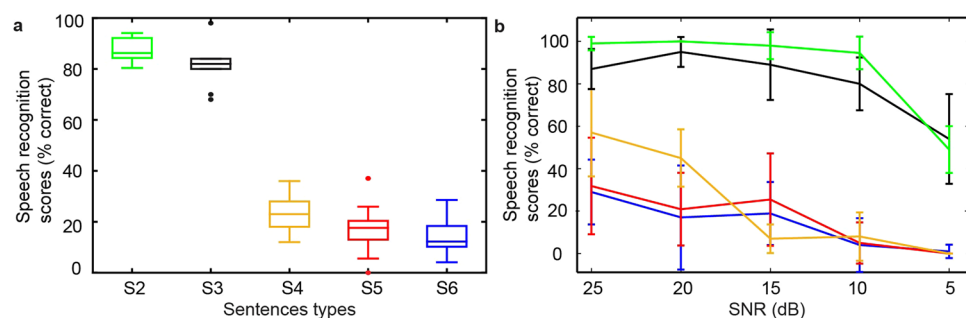 a
Speech recognition
scores (% correct)
100
80
60
40
20
0
S2 S3 S4 S5 S6
Sentences types
b
Speech recognition
scores (% correct)
100
80
60
40
20
0
25 20 15 10 5
SNR (dB)